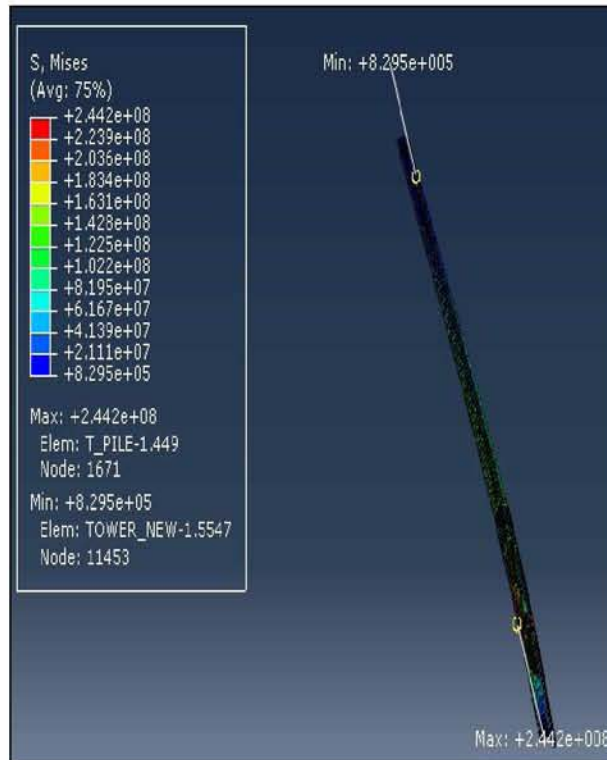 S, Mises
(Avg: 75%)
+2.442e+08
+2.239e+08
+2.036e+08
+1.834e+08
+1.631e+08
+1.428e+08
+1.225e+08
+1.022e+08
+8.195e+07
+6.167e+07
+4.139e+07
+2.111e+07
+8.295e+05
Max: +2.442e+08
Elem: T_PILE-1.449
Node: 1671
Min: +8.295e+05
Elem: TOWER_NEW-1.5547
Node: 11453
Min: +8.295e+005
Max: +2.442e+008